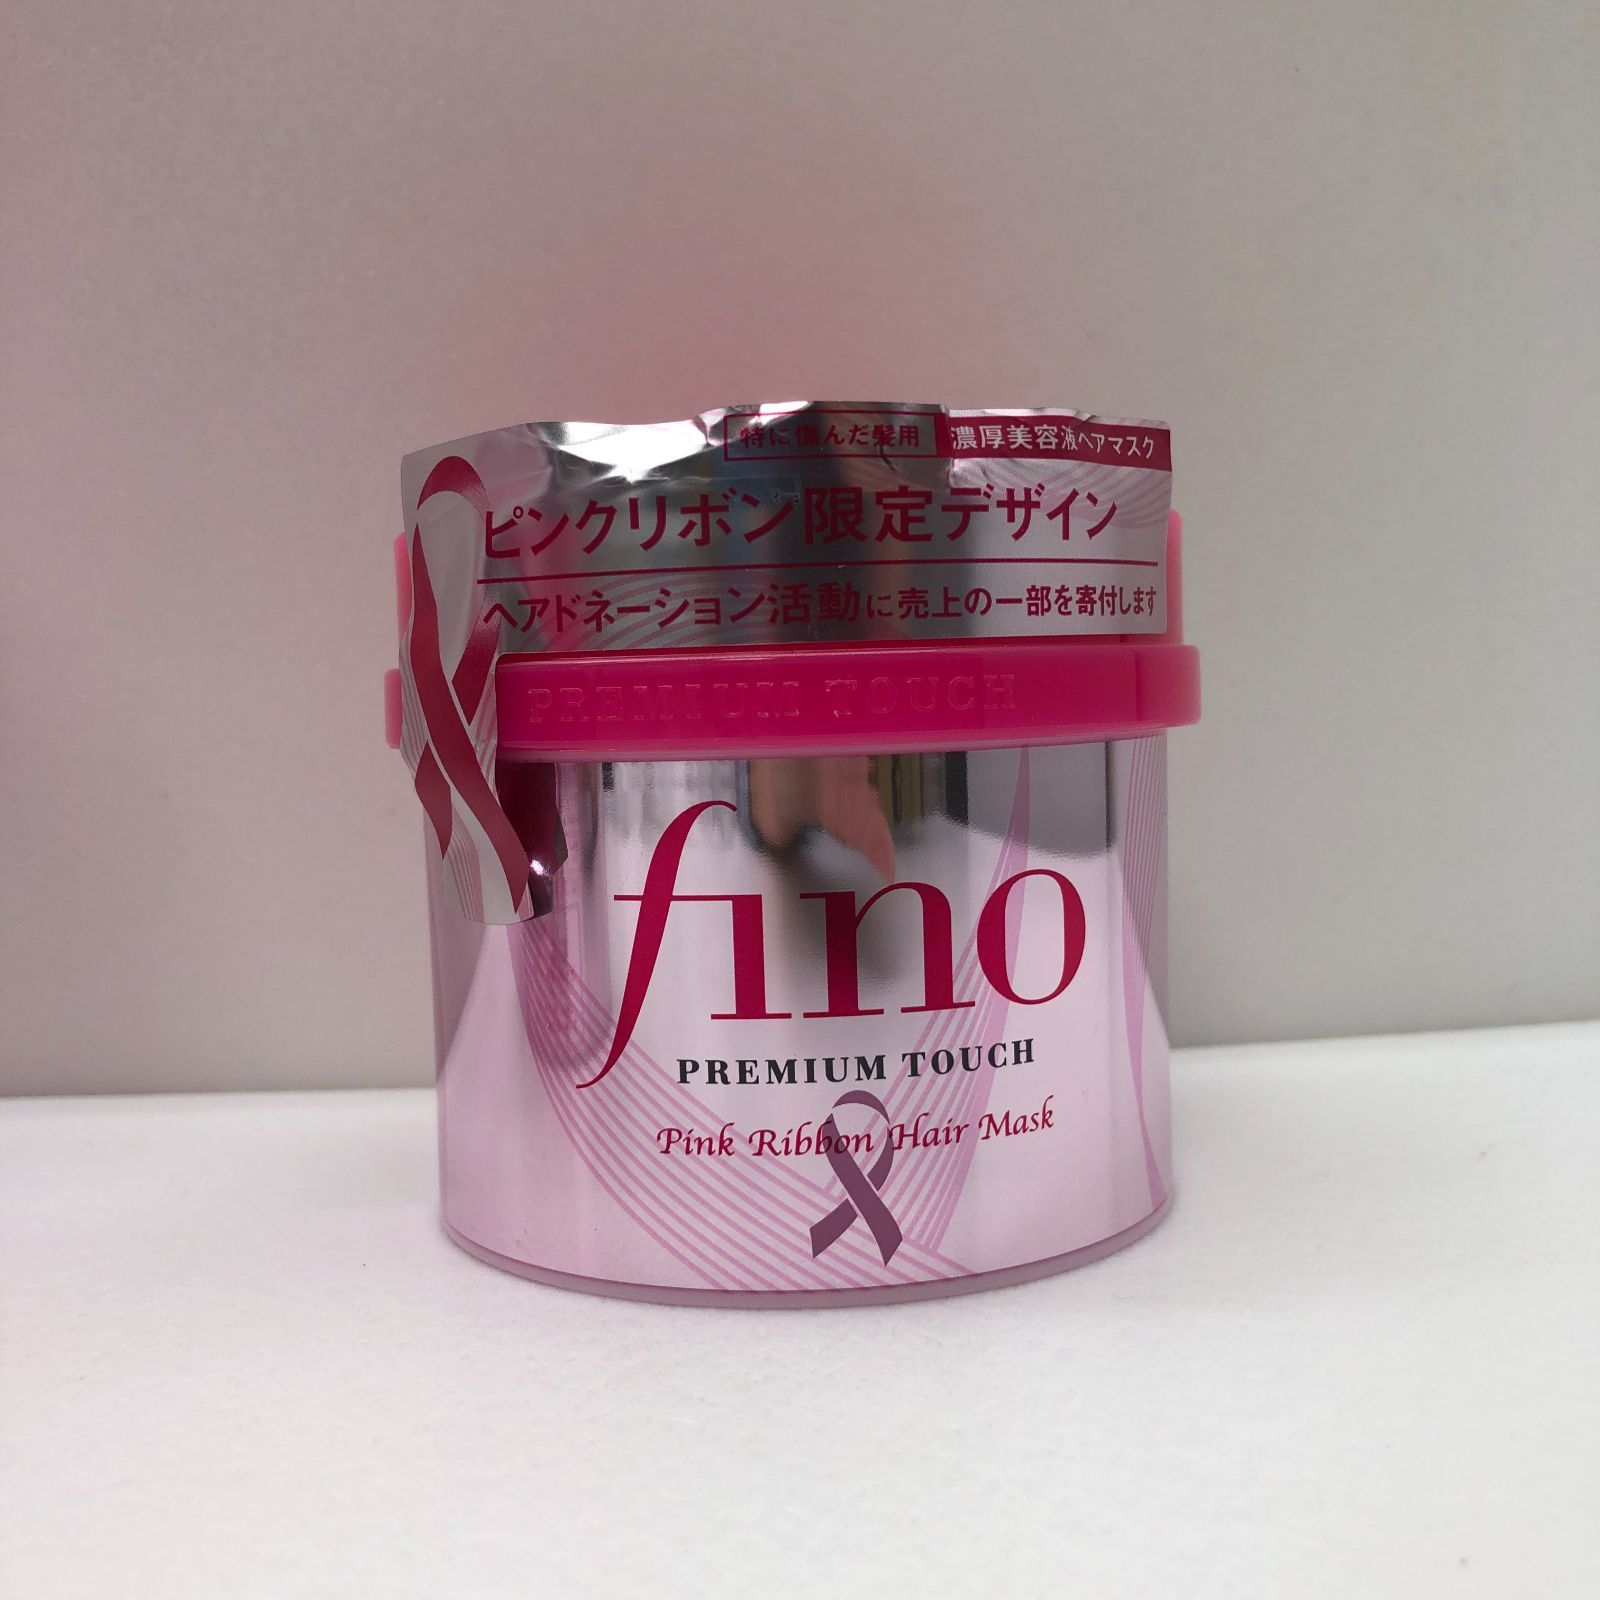 特に傷んだ髪用 濃厚美容液ヘアマスク
ピンクリボン限定デザイン
ヘアドネーション活動に売上の一部を寄付します
PREMIUM TOUCH
fino
PREMIUM TOUCH
Pink Ribbon Hair Mask